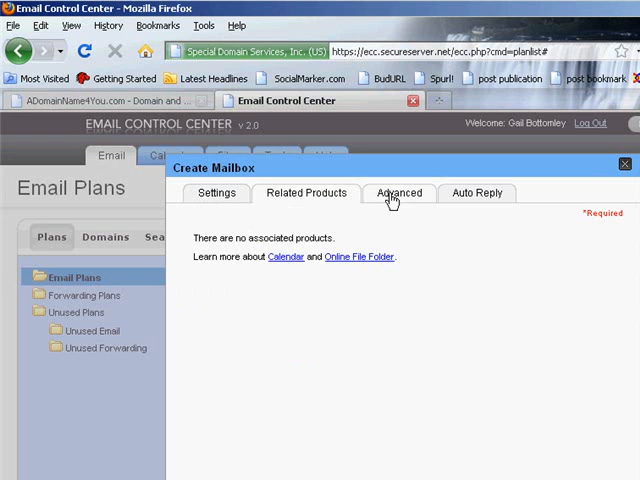 Email Control Center - Mozilla Firefox
File Edit View History Bookmarks Tools Help
Special Domain Services, Inc. (US) https://ecc.secureserver.net/ecc.php?cmd=planlist#
Most Visited Getting Started Latest Headlines SocialMarker.com BudURL Spurl! post publication post bookmark
ADomainName4You.com - Domain and ... Email Control Center
EMAIL CONTROL CENTER v 2.0 Welcome: Gail Bottomley Log Out
Email
Create Mailbox
Email Plans
Settings Related Products Advanced Auto Reply
*Required
Plans Domains Sea
There are no associated products.
Learn more about Calendar and Online File Folder.
Email Plans
Forwarding Plans
Unused Plans
Unused Email
Unused Forwarding